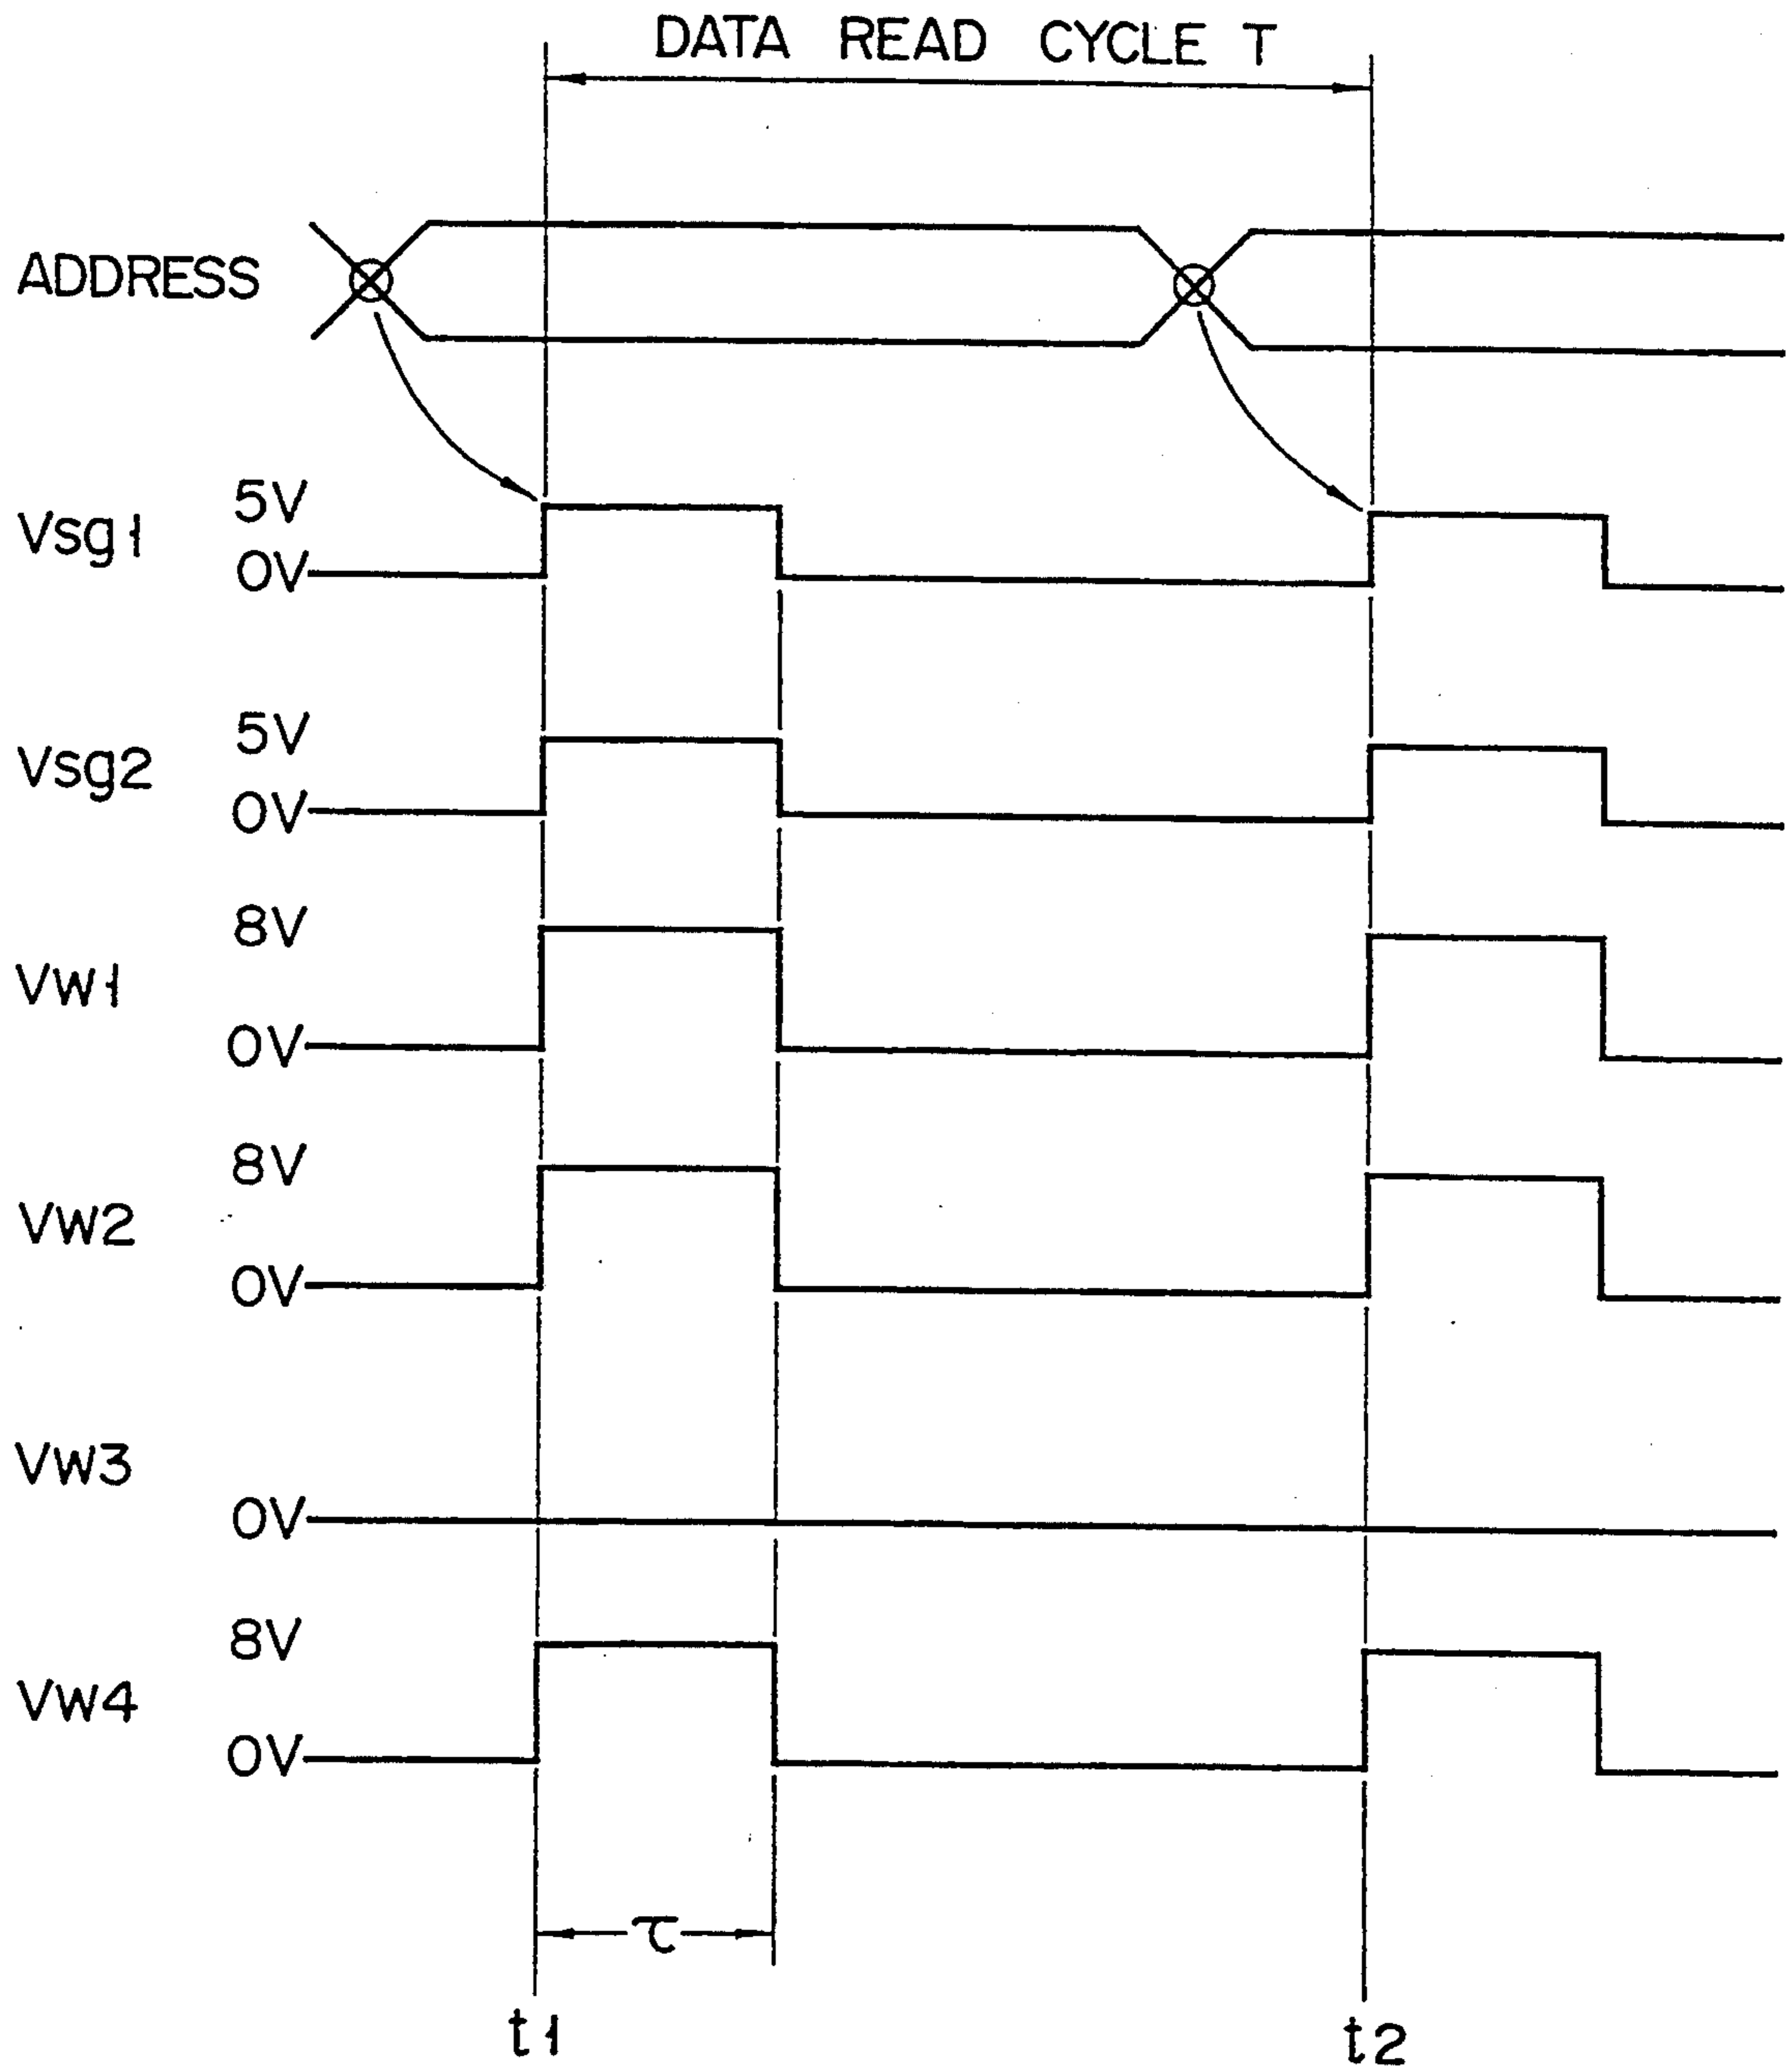 DATA READ CYCLE T
ADDRESS
Vsg1
5V
0V
Vsg2
5V
0V
VW1
8V
0V
VW2
8V
0V
VW3
0V
VW4
8V
0V
τ
t1
t2